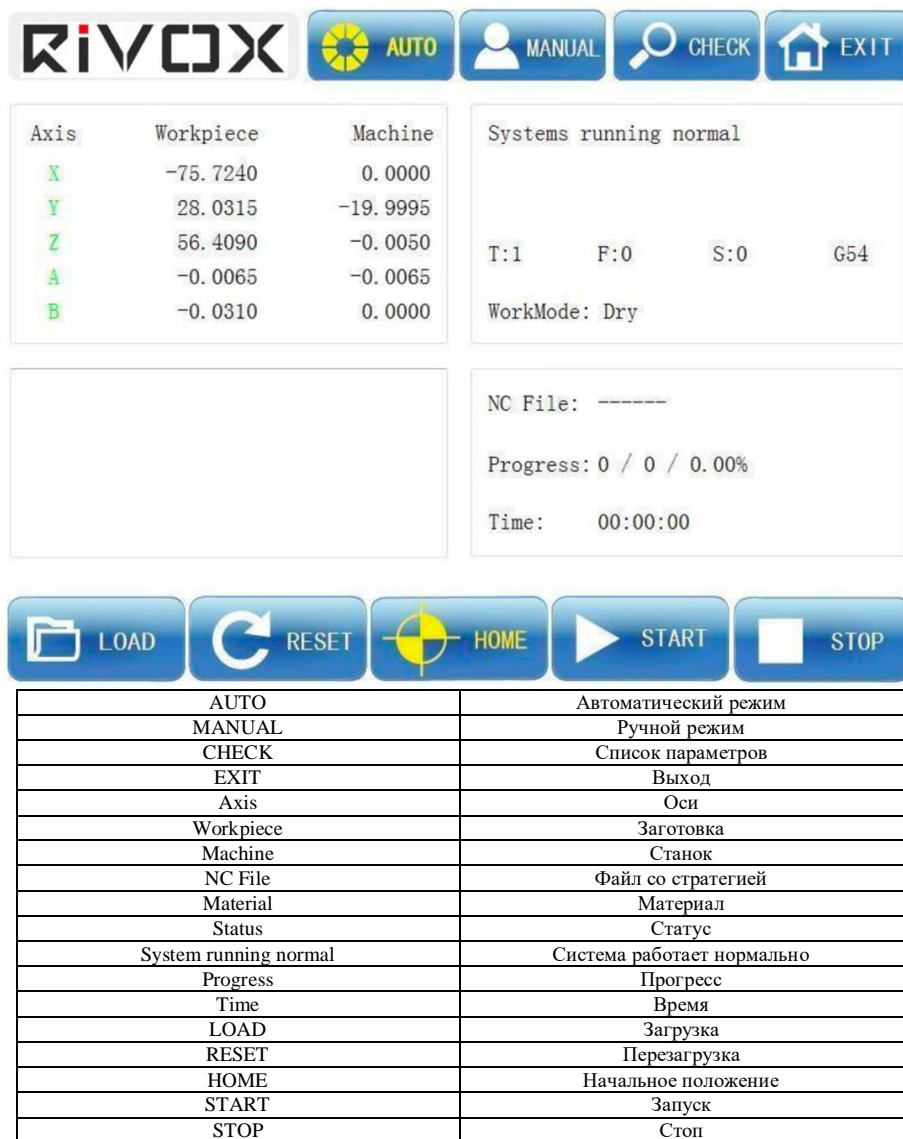 RiVOX AUTO MANUAL CHECK EXIT
Axis Workpiece Machine
X -75.7240 0.0000
Y 28.0315 -19.9995
Z 56.4090 -0.0050
A -0.0065 -0.0065
B -0.0310 0.0000
Systems running normal
T:1 F:0 S:0 G54
WorkMode: Dry
NC File: ------
Progress: 0 / 0 / 0.00%
Time: 00:00:00
LOAD RESET HOME START STOP
AUTO Автоматический режим
MANUAL Ручной режим
CHECK Список параметров
EXIT Выход
Axis Оси
Workpiece Заготовка
Machine Станок
NC File Файл со стратегией
Material Материал
Status Статус
System running normal Система работает нормально
Progress Прогресс
Time Время
LOAD Загрузка
RESET Перезагрузка
HOME Начальное положение
START Запуск
STOP Стоп